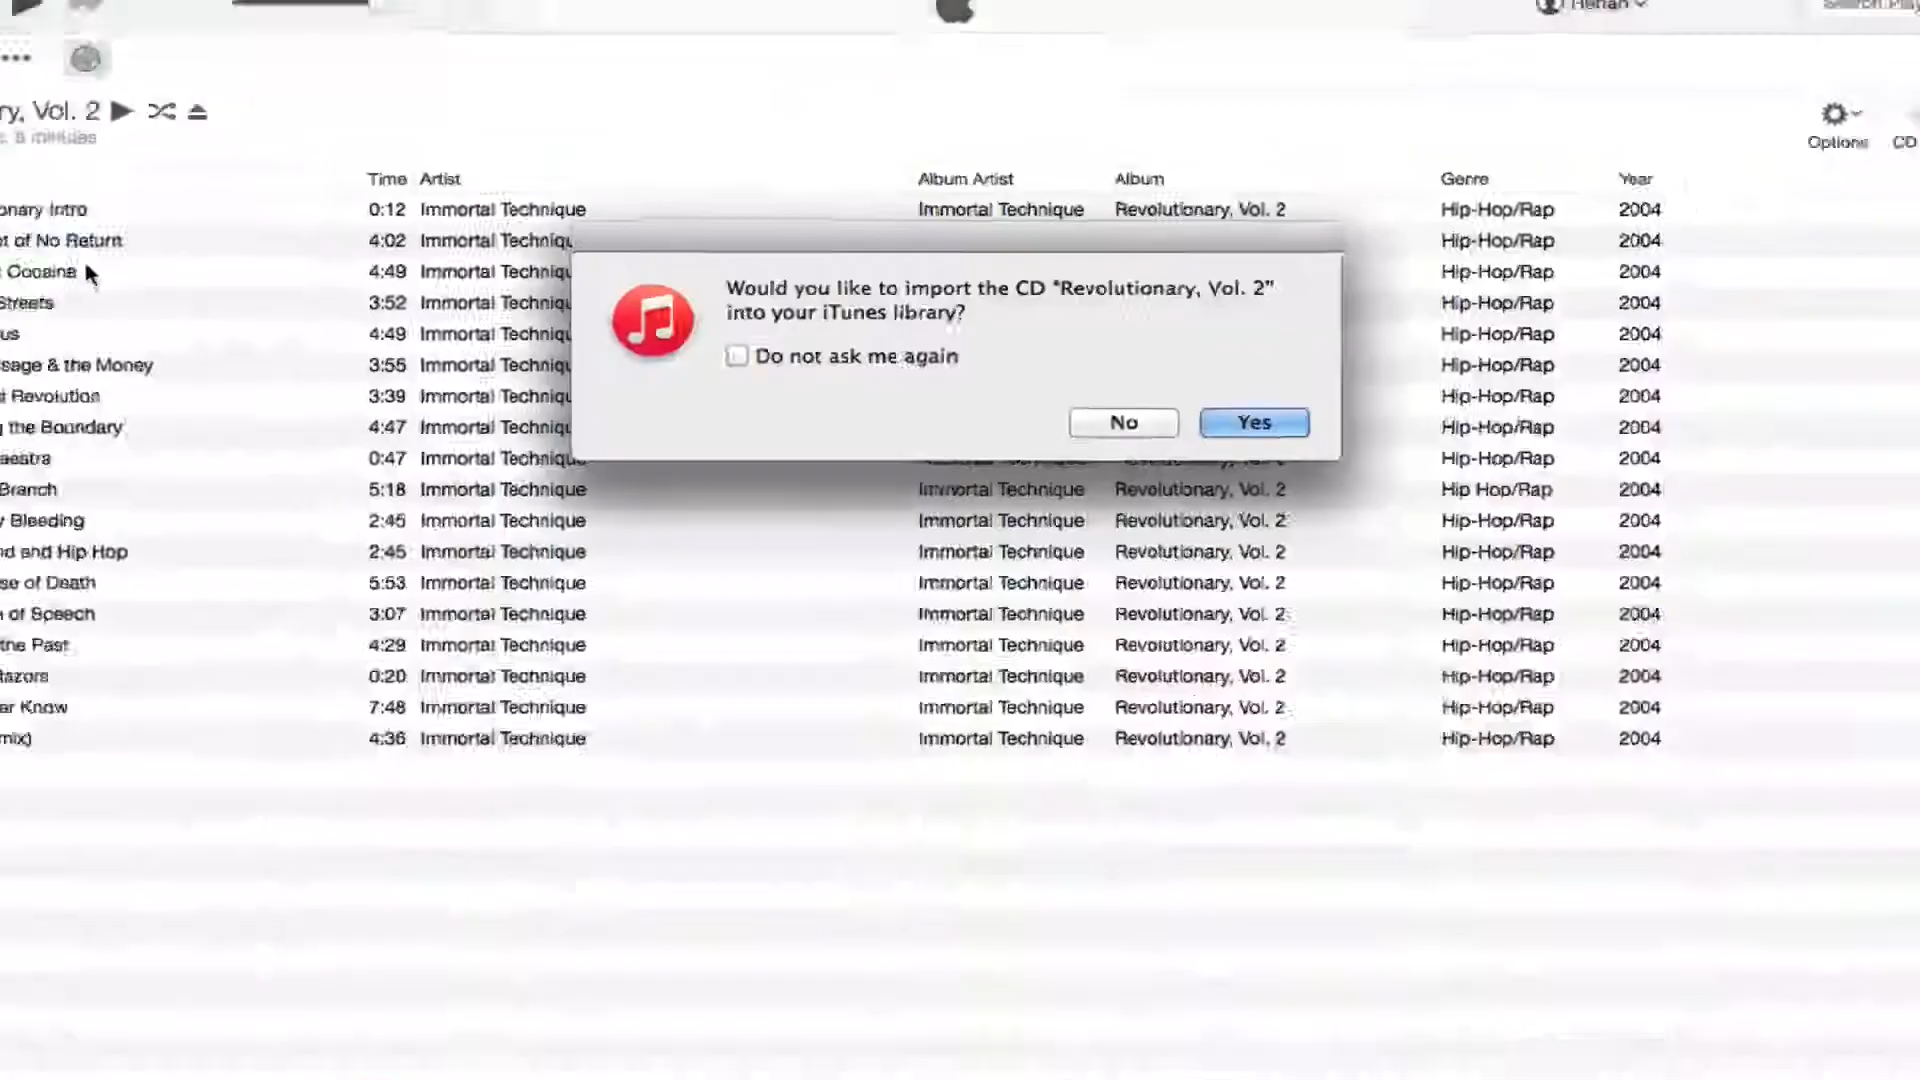 ry, Vol. 2
Options CD
Time Artist Album Artist Album Genre Year
onary Intro 0:12 Immortal Technique Immortal Technique Revolutionary, Vol. 2 Hip-Hop/Rap 2004
t of No Return 4:02 Immortal Techniqu Hip-Hop/Rap 2004
Cocaine 4:49 Immortal Techniqu Hip-Hop/Rap 2004
Streets 3:52 Immortal Techniqu Hip-Hop/Rap 2004
us 4:49 Immortal Techniqu Hip-Hop/Rap 2004
sage & the Money 3:55 Immortal Techniqu Hip-Hop/Rap 2004
t Revolution 3:39 Immortal Techniqu Hip-Hop/Rap 2004
g the Boundary 4:47 Immortal Techniqu Hip-Hop/Rap 2004
0:47 Immortal Technique Hip-Hop/Rap 2004
Branch 5:18 Immortal Technique Immortal Technique Revolutionary, Vol. 2 Hip Hop/Rap 2004
y Bleeding 2:45 Immortal Technique Immortal Technique Revolutionary, Vol. 2 Hip-Hop/Rap 2004
nd and Hip Hop 2:45 Immortal Technique Immortal Technique Revolutionary, Vol. 2 Hip-Hop/Rap 2004
se of Death 5:53 Immortal Technique Immortal Technique Revolutionary, Vol. 2 Hip-Hop/Rap 2004
of Speech 3:07 Immortal Technique Immortal Technique Revolutionary, Vol. 2 Hip-Hop/Rap 2004
the Past 4:29 Immortal Technique Immortal Technique Revolutionary, Vol. 2 Hip-Hop/Rap 2004
Razors 0:20 Immortal Technique Immortal Technique Revolutionary, Vol. 2 Hip-Hop/Rap 2004
er Know 7:48 Immortal Technique Immortal Technique Revolutionary, Vol. 2 Hip-Hop/Rap 2004
mix) 4:36 Immortal Technique Immortal Technique Revolutionary, Vol. 2 Hip-Hop/Rap 2004
Would you like to import the CD "Revolutionary, Vol. 2"
into your iTunes library?
Do not ask me again
No Yes